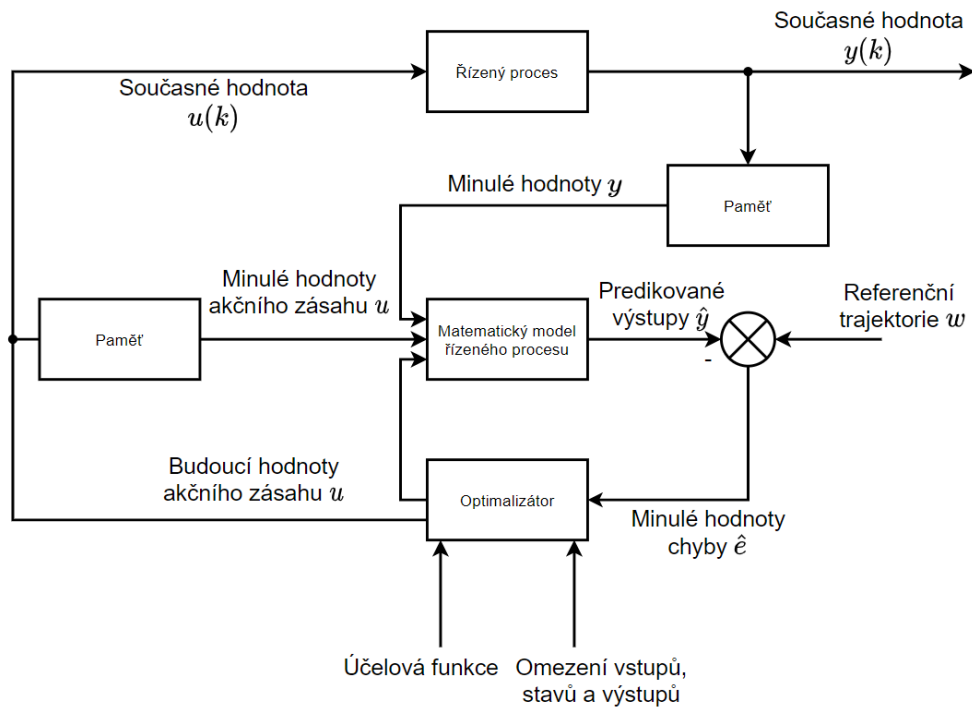 Současné hodnota
y(k)
Řízený proces
Současné hodnota
u(k)
Minulé hodnoty y
Paměť
Minulé hodnoty
akčního zásahu u
Predikované
výstupy ŷ
Referenční
trajektorie w
Paměť
Matematický model
řízeného procesu
-
Budoucí hodnoty
akčního zásahu u
Optimalizátor
Minulé hodnoty
chyby ê
Účelová funkce
Omezení vstupů,
stavů a výstupů